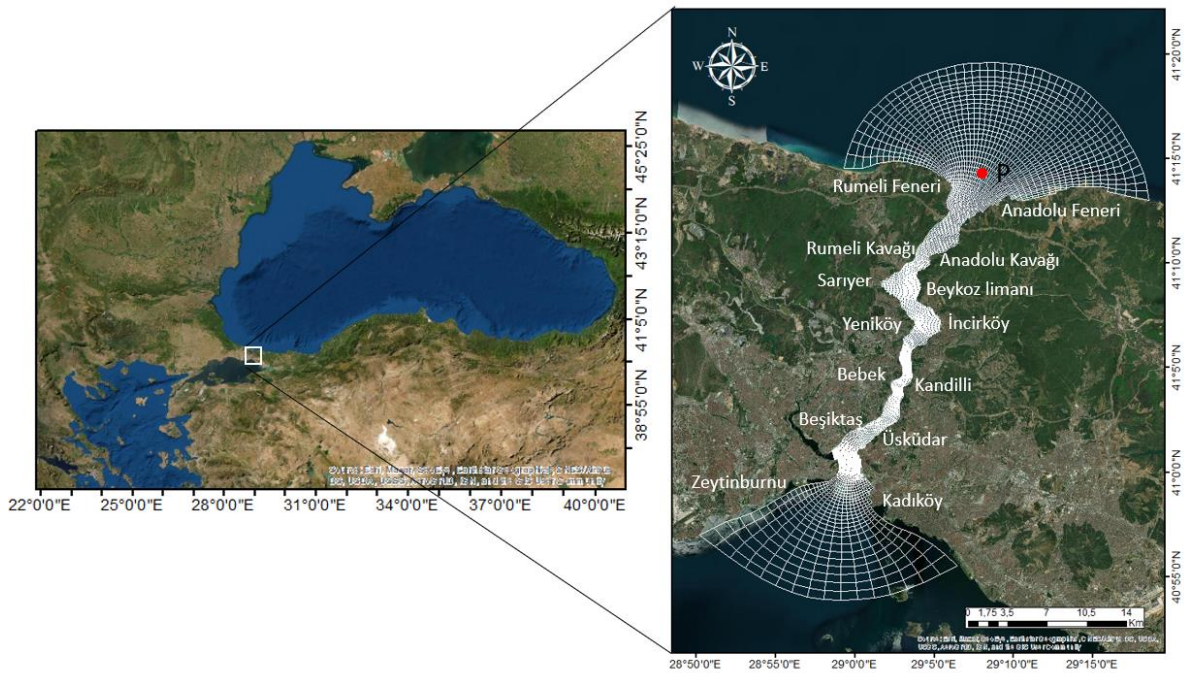 45°25'0"N
43°15'0"N
41°5'0"N
38°55'0"N
22°0'0"E 25°0'0"E 28°0'0"E 31°0'0"E 34°0'0"E 37°0'0"E 40°0'0"E
N
W E
S
P
Rumeli Feneri
Anadolu Feneri
Rumeli Kavağı
Anadolu Kavağı
Sarıyer
Beykoz limanı
Yeniköy
İncirköy
Bebek
Kandilli
Beşiktaş
Üsküdar
Zeytinburnu
Kadıköy
0 1,75 3,5 7 10,5 14
Km
41°20'0"N
41°15'0"N
41°10'0"N
41°5'0"N
41°0'0"N
40°55'0"N
28°50'0"E 28°55'0"E 29°0'0"E 29°5'0"E 29°10'0"E 29°15'0"E